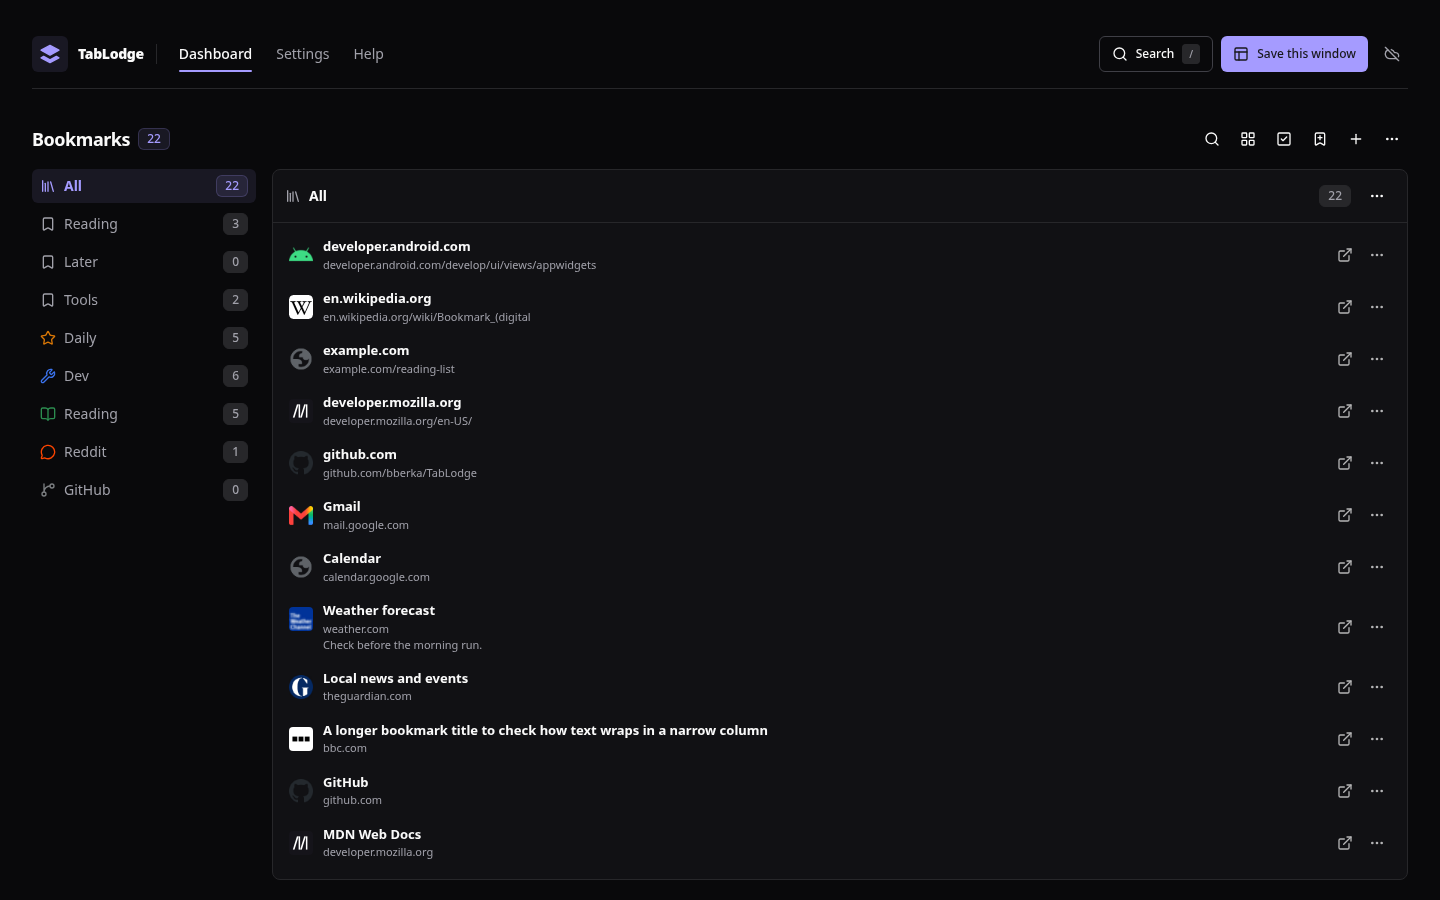 TabLodge
Dashboard
Settings
Help
Search /
Save this window
Bookmarks 22
All 22
Reading 3
Later 0
Tools 2
Daily 5
Dev 6
Reading 5
Reddit 1
GitHub 0
All 22
developer.android.com
developer.android.com/develop/ui/views/appwidgets
W
en.wikipedia.org
en.wikipedia.org/wiki/Bookmark_(digital
example.com
example.com/reading-list
developer.mozilla.org
developer.mozilla.org/en-US/
github.com
github.com/bberka/TabLodge
Gmail
mail.google.com
Calendar
calendar.google.com
The
Weather
Channel
Weather forecast
weather.com
Check before the morning run.
G
Local news and events
theguardian.com
A longer bookmark title to check how text wraps in a narrow column
bbc.com
GitHub
github.com
MDN Web Docs
developer.mozilla.org